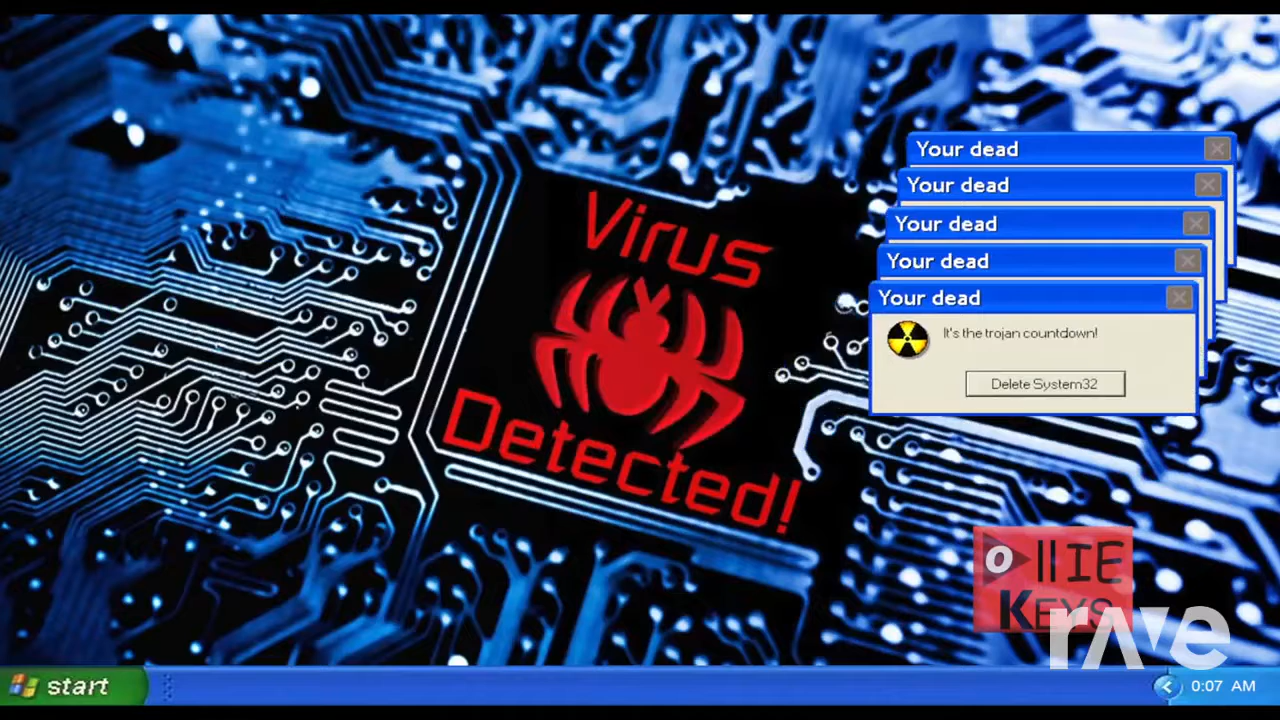 Virus
Detected!
Your dead
Your dead
Your dead
Your dead
Your dead
It's the trojan countdown!
Delete System32
OllIE
KEYS
rave
start
0:07 AM